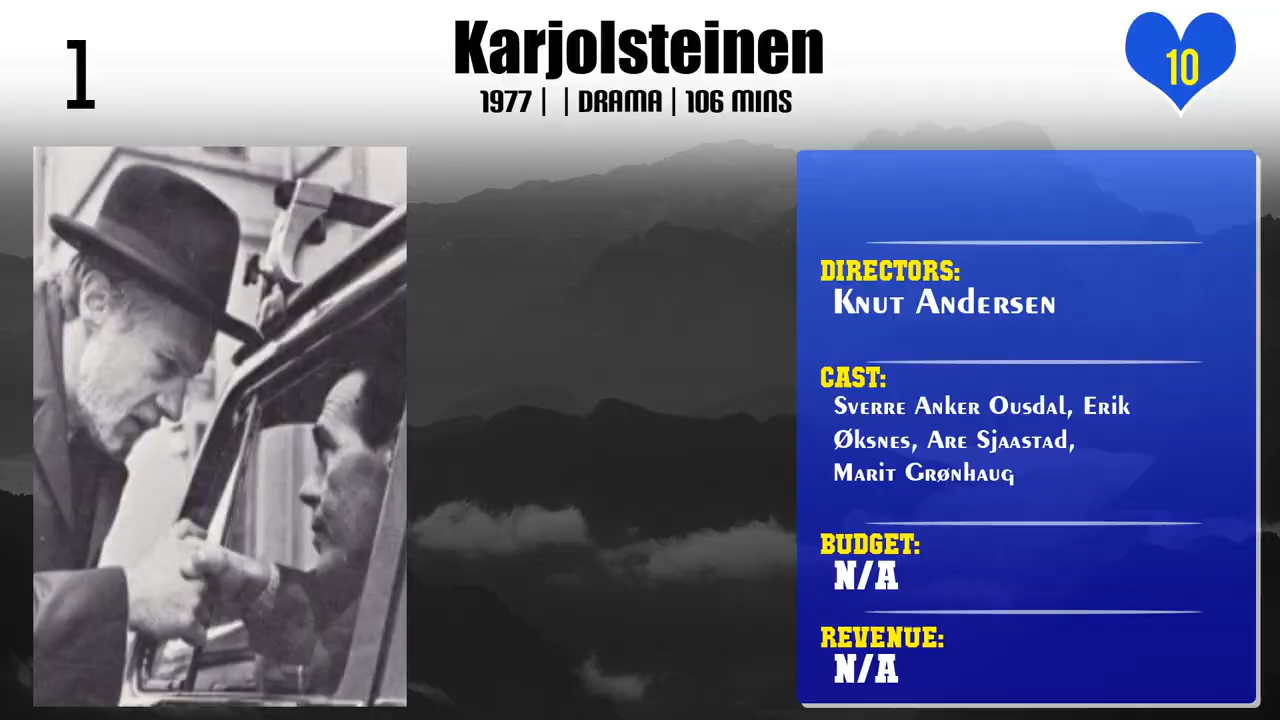 1
Karjolsteinen
1977 | | DRAMA | 106 MINS
10
DIRECTORS:
Knut Andersen
CAST:
Sverre Anker Ousdal, Erik
Øksnes, Are Sjaastad,
Marit Grønhaug
BUDGET:
N/A
REVENUE:
N/A